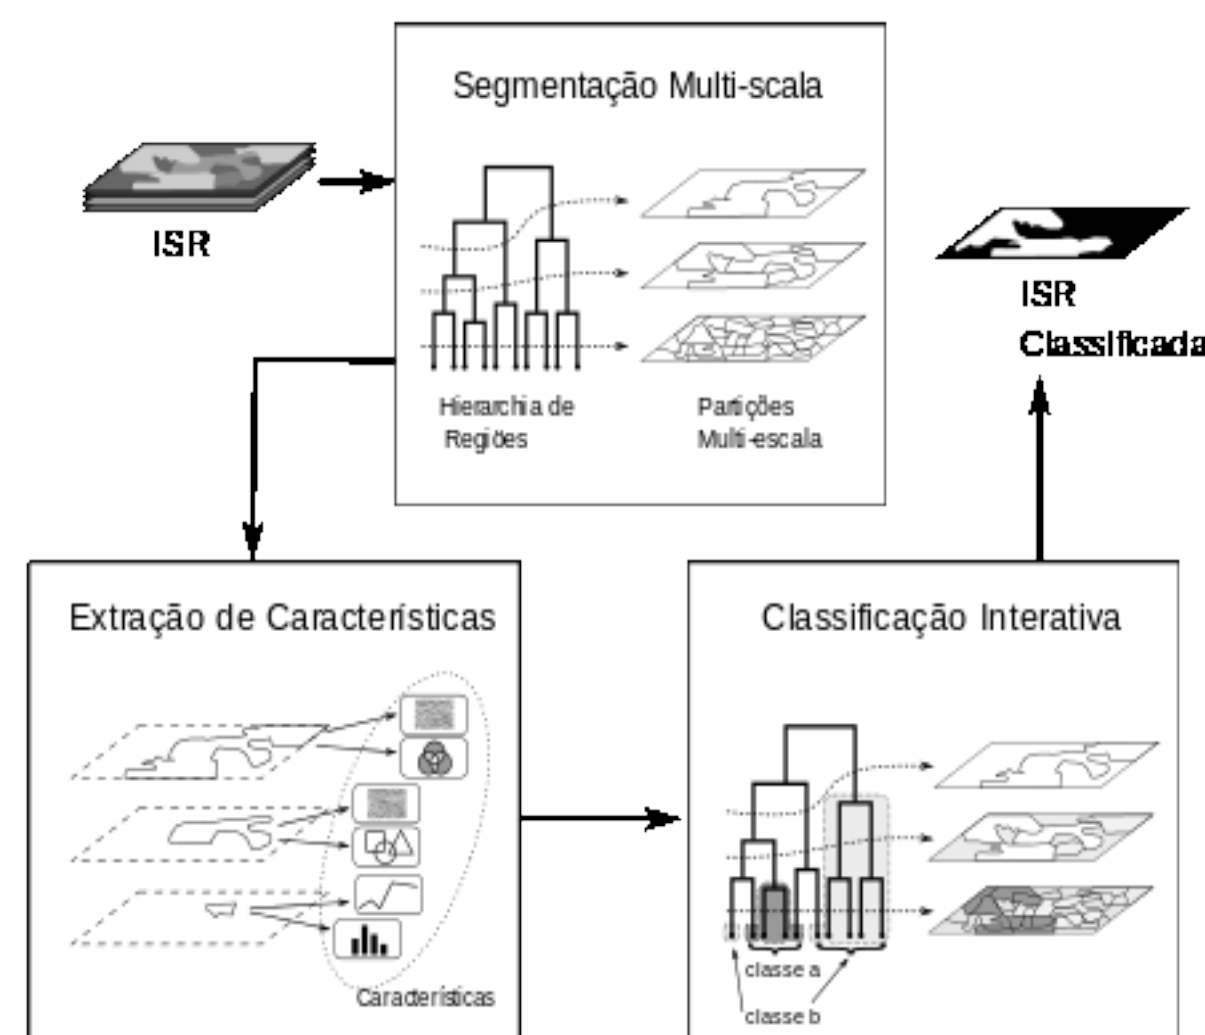 Segmentação Multi-scala
ISR
Hierarchia de
Regiões
Partições
Multi-escala
ISR
Classificada
Extração de Características
Características
Classificação Interativa
classe a
classe b